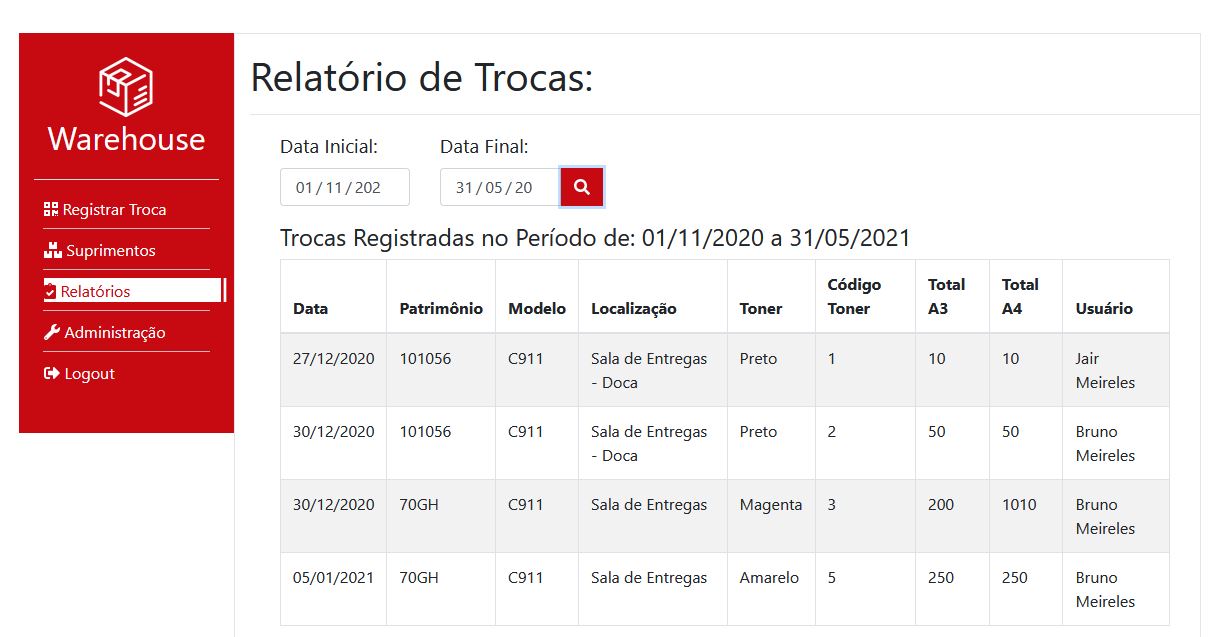 Warehouse
Registrar Troca
Suprimentos
Relatórios
Administração
Logout
Relatório de Trocas:
Data Inicial: Data Final:
01/11/202 31/05/20
Trocas Registradas no Período de: 01/11/2020 a 31/05/2021
Data Patrimônio Modelo Localização Toner Código Toner Total A3 Total A4 Usuário
27/12/2020 101056 C911 Sala de Entregas - Doca Preto 1 10 10 Jair Meireles
30/12/2020 101056 C911 Sala de Entregas - Doca Preto 2 50 50 Bruno Meireles
30/12/2020 70GH C911 Sala de Entregas Magenta 3 200 1010 Bruno Meireles
05/01/2021 70GH C911 Sala de Entregas Amarelo 5 250 250 Bruno Meireles